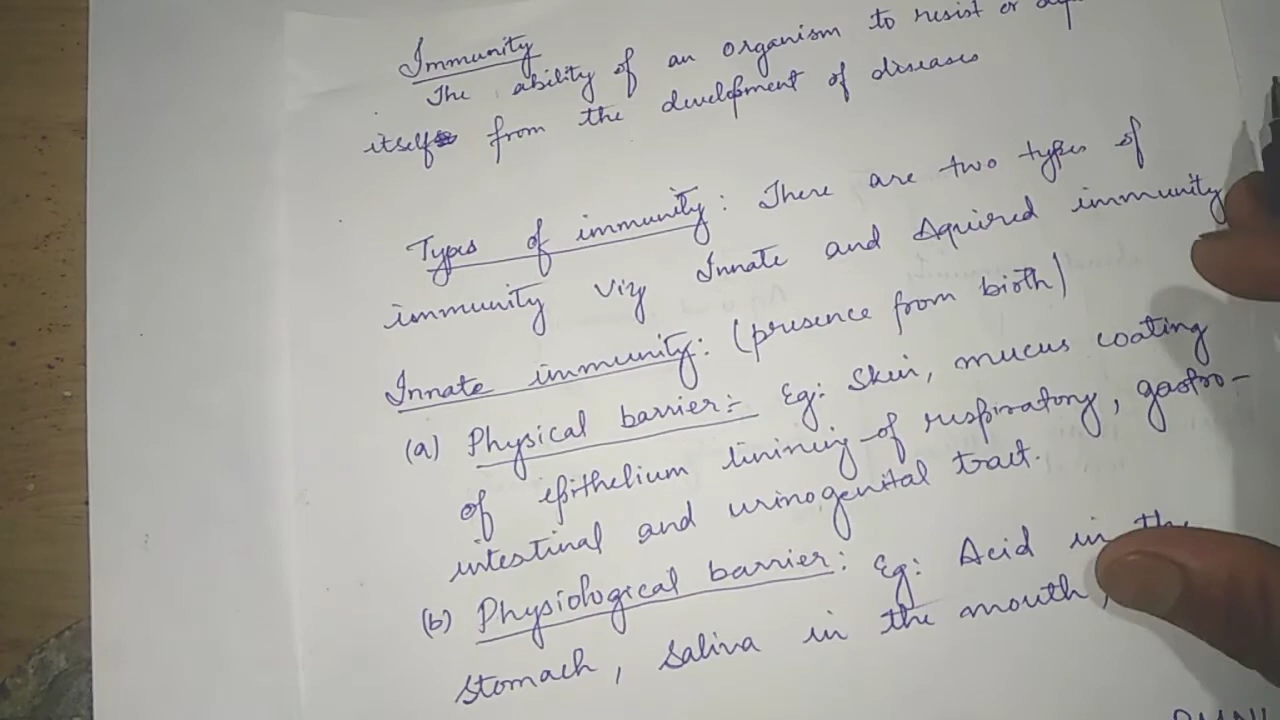 Immunity
The ability of an organism to resist or
itself from the development of diseases
Types of immunity: There are two types of
immunity viz Innate and Aquired immunity
Innate immunity: (presence from birth)
(a) Physical barrier:- Eg: Skin, mucus coating
of epithelium linining of respiratory, gastro-
intestinal and urinogenital tract.
(b) Physiological barrier: Eg: Acid in the
stomach, saliva in the mouth,